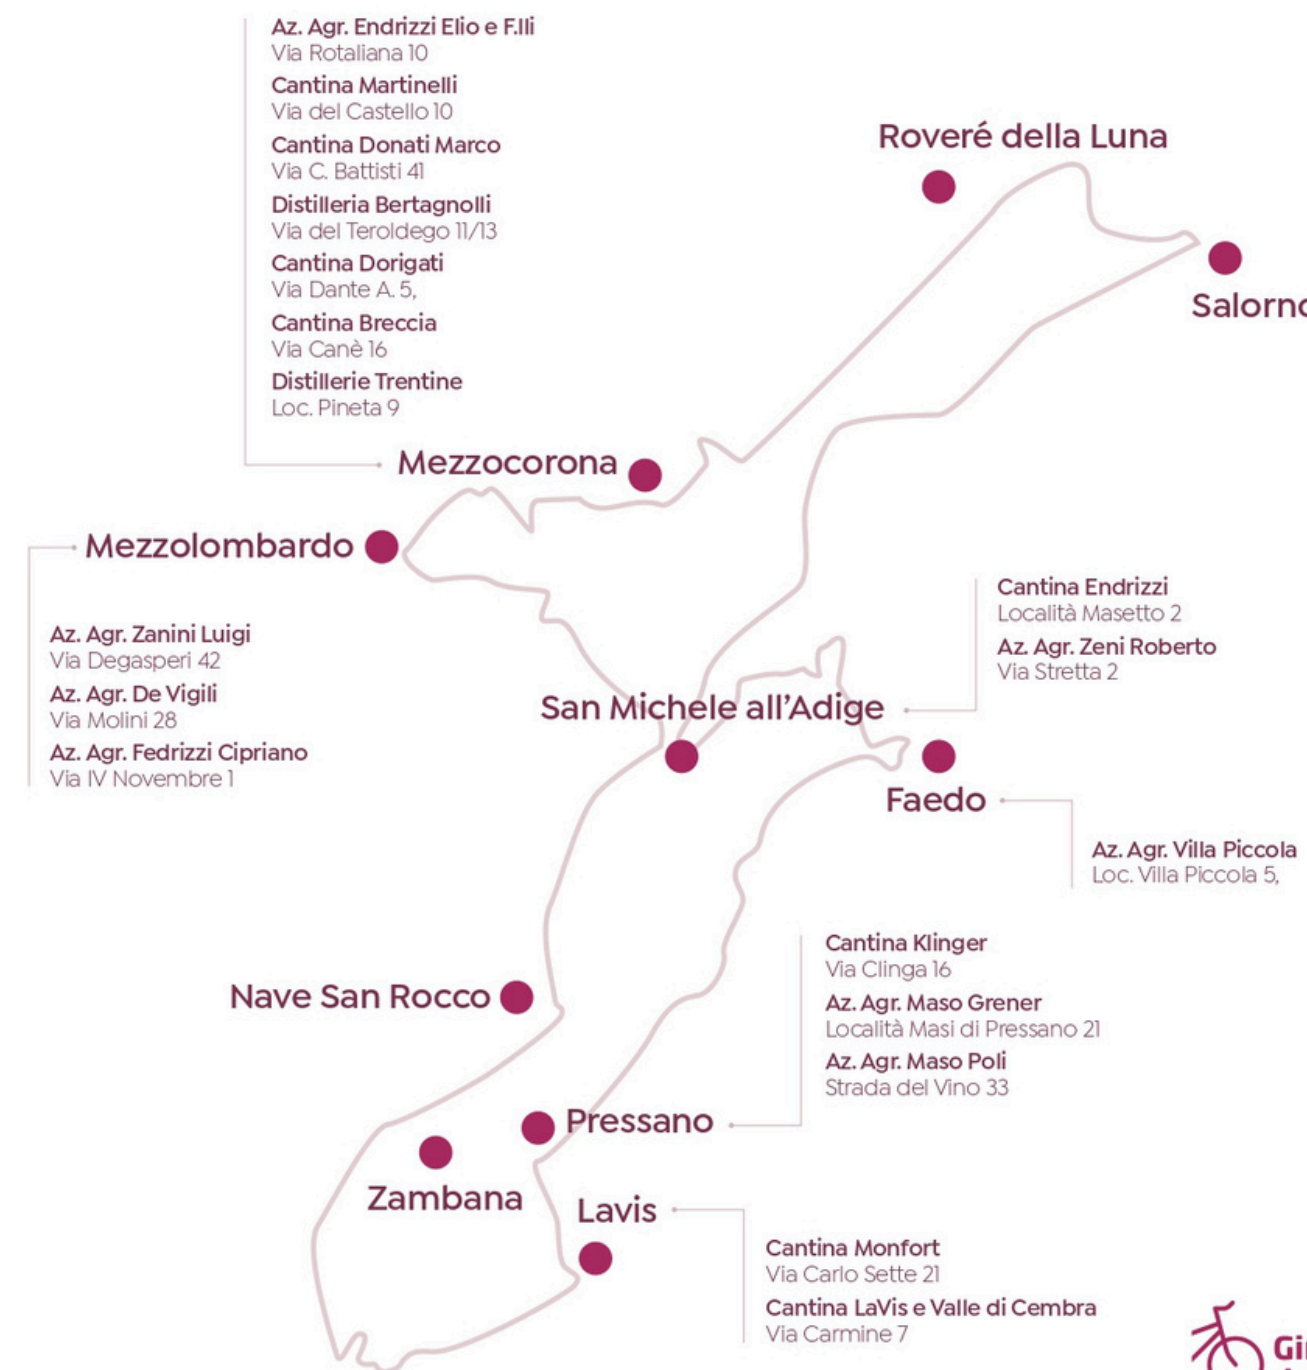 Az. Agr. Endrizzi Elio e F.lli
Via Rotaliana 10
Cantina Martinelli
Via del Castello 10
Cantina Donati Marco
Via C. Battisti 41
Distilleria Bertagnolli
Via del Teroldego 11/13
Cantina Dorigati
Via Dante A. 5,
Cantina Breccia
Via Canè 16
Distillerie Trentine
Loc. Pineta 9
Roveré della Luna
Salorno
Mezzocorona
Mezzolombardo
Az. Agr. Zanini Luigi
Via Degasperi 42
Az. Agr. De Vigili
Via Molini 28
Az. Agr. Fedrizzi Cipriano
Via IV Novembre 1
Cantina Endrizzi
Località Masetto 2
Az. Agr. Zeni Roberto
Via Stretta 2
San Michele all'Adige
Faedo
Az. Agr. Villa Piccola
Loc. Villa Piccola 5,
Cantina Klinger
Via Clinga 16
Az. Agr. Maso Grener
Località Masi di Pressano 21
Az. Agr. Maso Poli
Strada del Vino 33
Nave San Rocco
Pressano
Zambana
Lavis
Cantina Monfort
Via Carlo Sette 21
Cantina LaVis e Valle di Cembra
Via Carmine 7